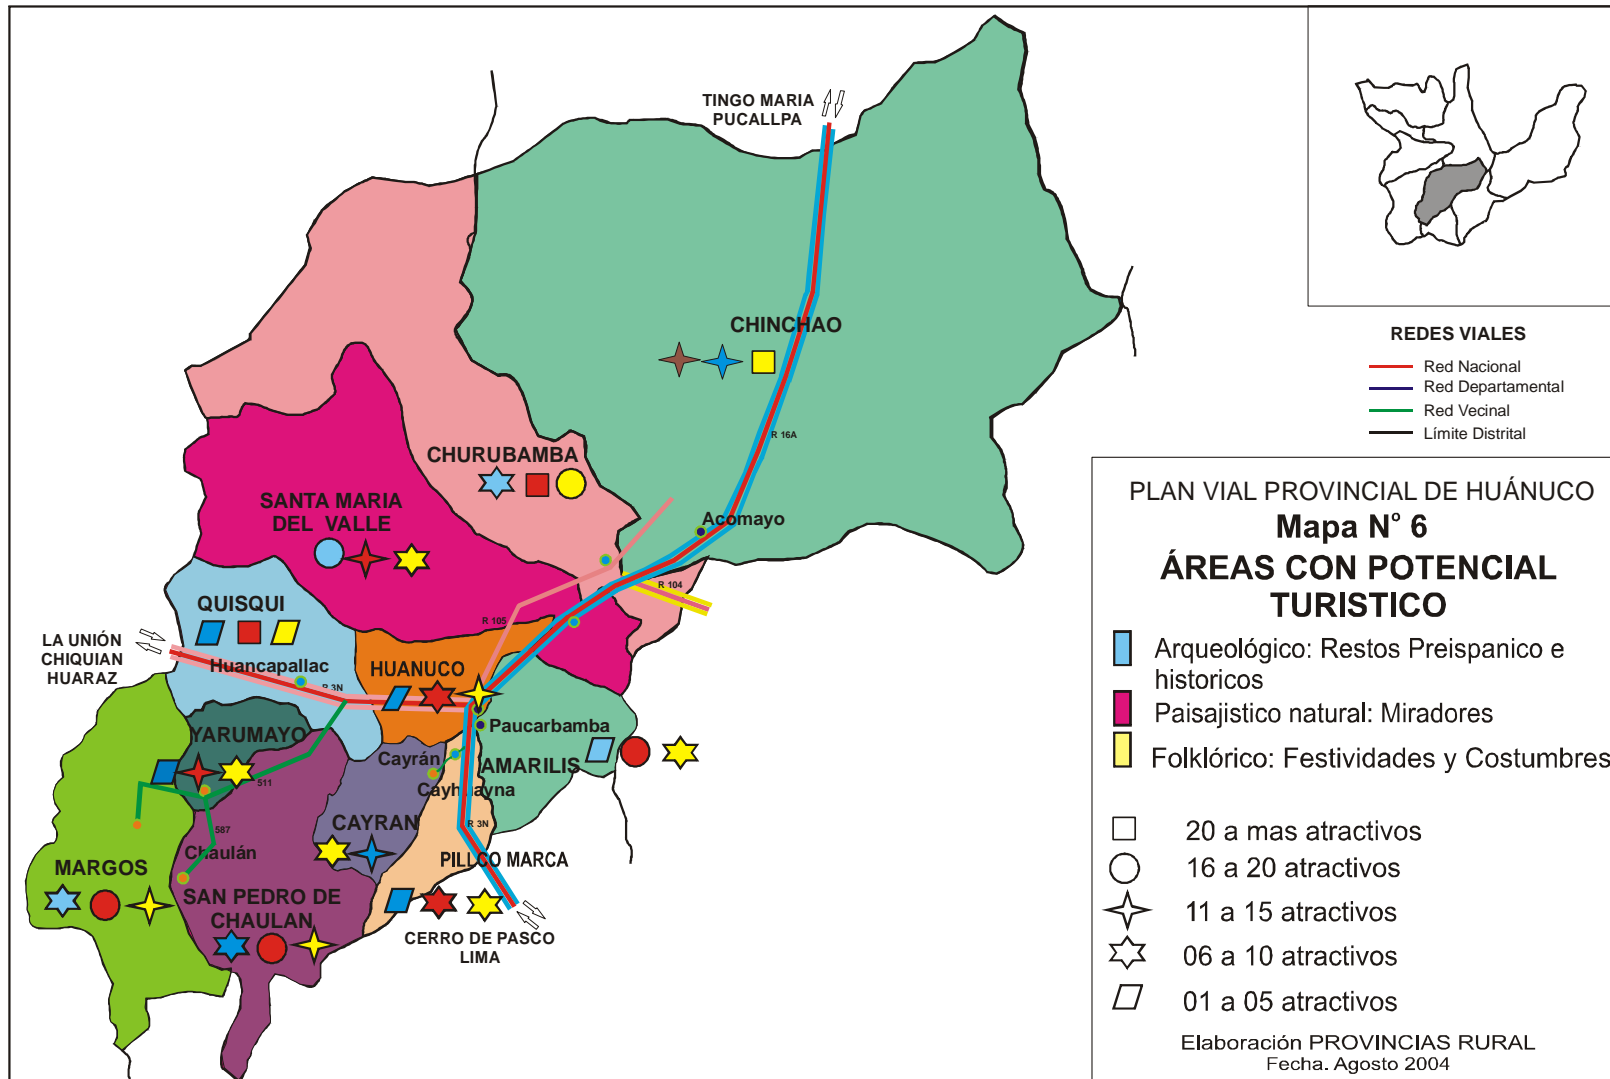 TINGO MARIA
PUCALLPA
CHINCHAO
R 16A
CHURUBAMBA
SANTA MARIA
DEL VALLE
Acomayo
R 104
QUISQUI
R 105
LA UNIÓN
CHIQUIAN
HUARAZ
Huancapallac
R 3N
HUANUCO
Paucarbamba
YARUMAYO
Cayrán
AMARILIS
511
Cayhuayna
587
CAYRAN
R 3N
Chaulán
PILLCO MARCA
MARGOS
SAN PEDRO DE
CHAULAN
CERRO DE PASCO
LIMA
REDES VIALES
Red Nacional
Red Departamental
Red Vecinal
Límite Distrital
PLAN VIAL PROVINCIAL DE HUÁNUCO
Mapa N° 6
ÁREAS CON POTENCIAL
TURISTICO
Arqueológico: Restos Preispanico e
historicos
Paisajistico natural: Miradores
Folklórico: Festividades y Costumbres
20 a mas atractivos
16 a 20 atractivos
11 a 15 atractivos
06 a 10 atractivos
01 a 05 atractivos
Elaboración PROVINCIAS RURAL
Fecha. Agosto 2004